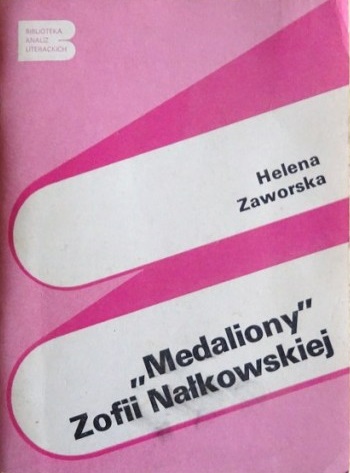 BIBLIOTEKA
ANALIZ
LITERACKICH
Helena
Zaworska
„Medaliony”
Zofii Nałkowskiej